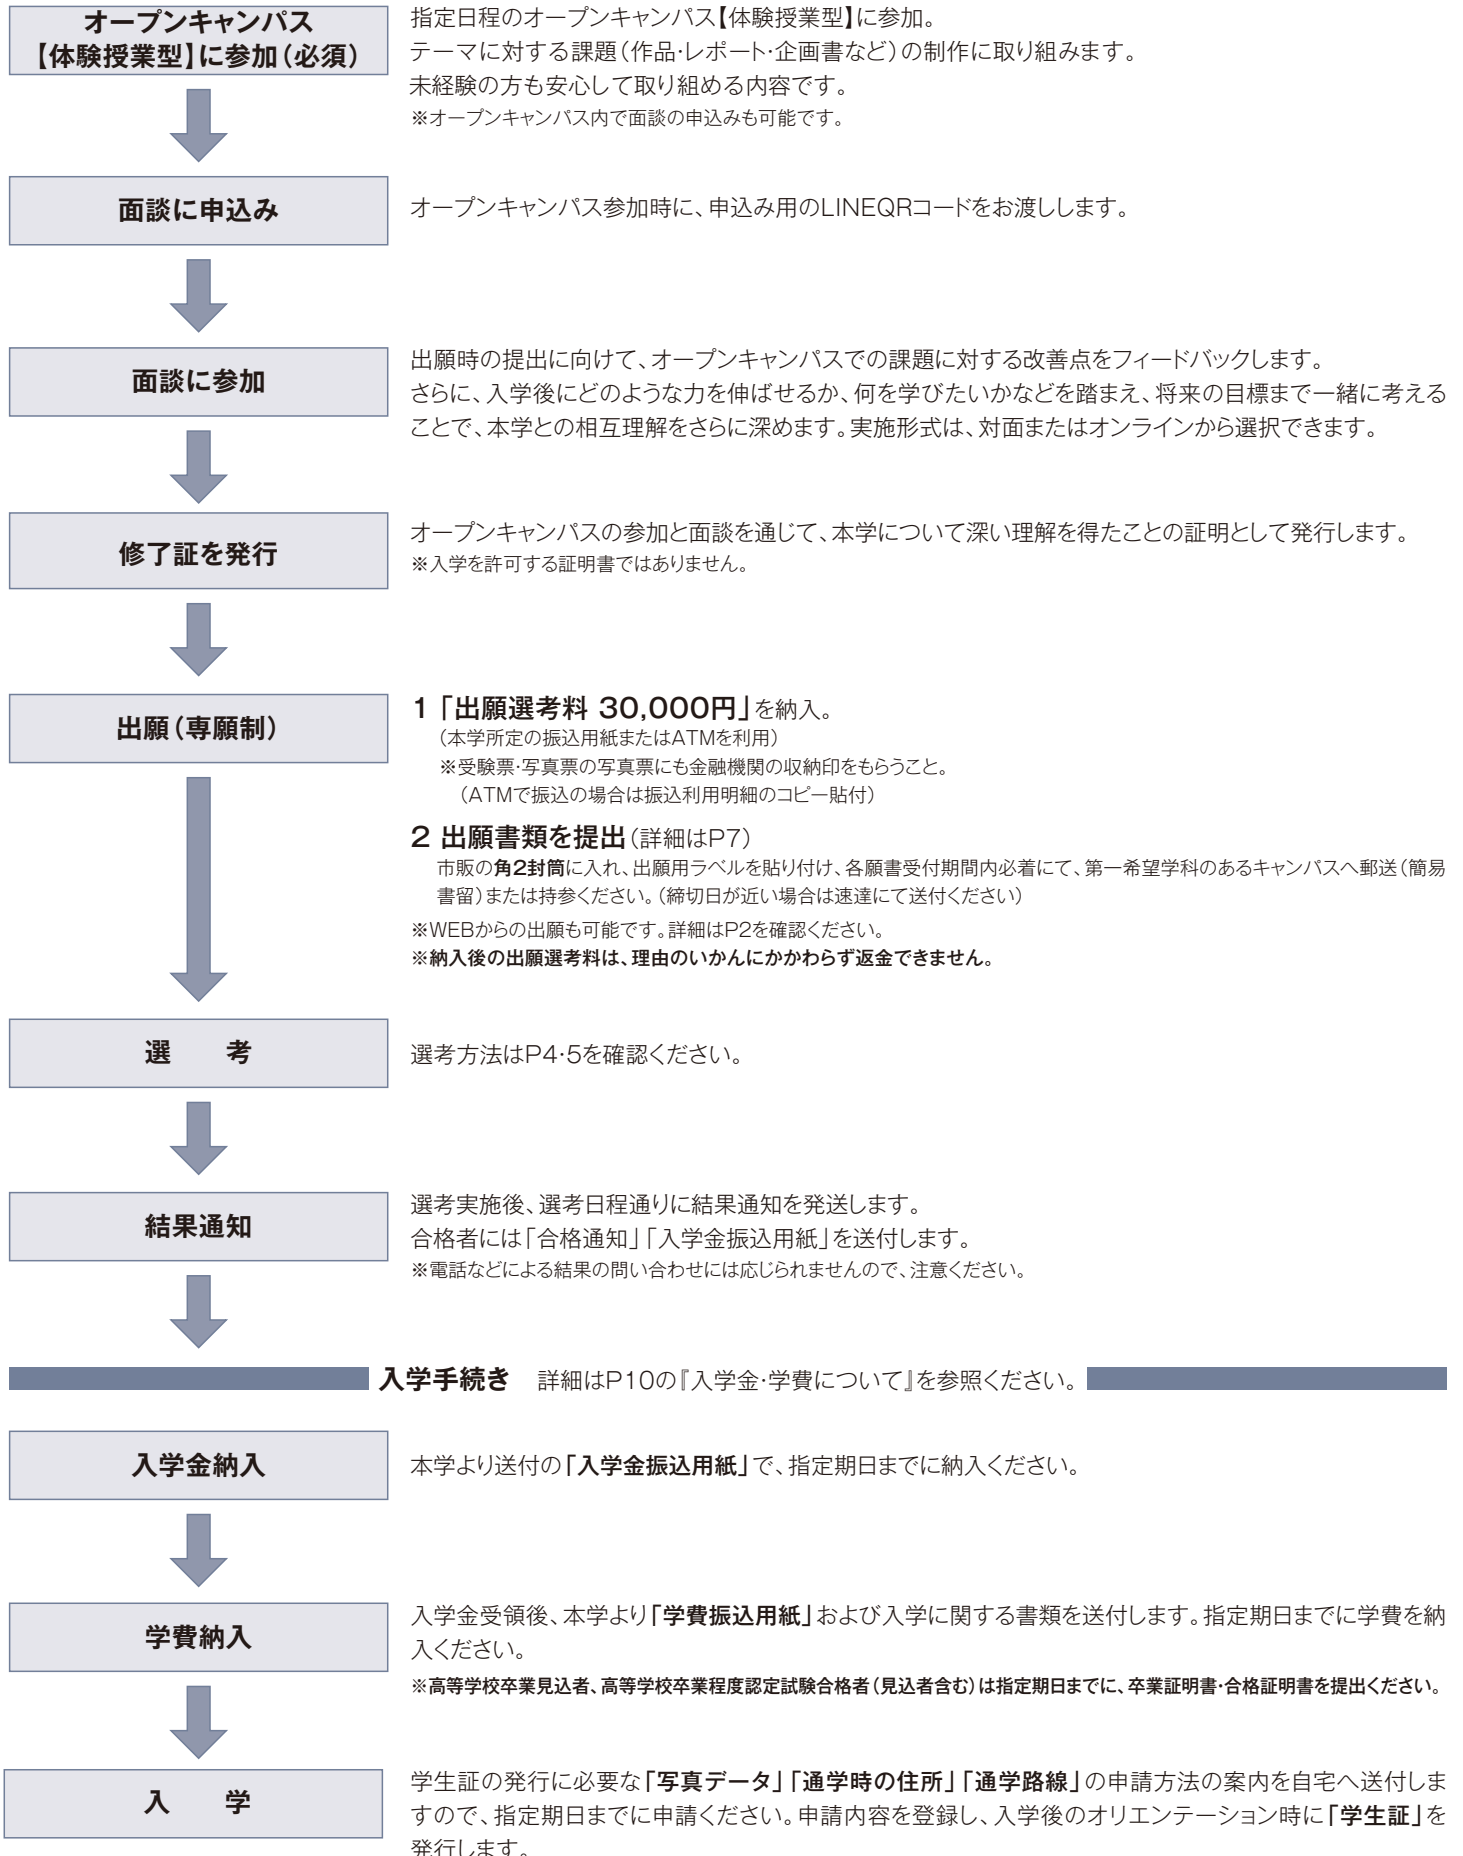 オープンキャンパス
【体験授業型】に参加（必須）
指定日程のオープンキャンパス【体験授業型】に参加。
テーマに対する課題（作品・レポート・企画書など）の制作に取り組みます。
未経験の方も安心して取り組める内容です。
※オープンキャンパス内で面談の申込みも可能です。
面談に申込み
オープンキャンパス参加時に、申込み用のLINEQRコードをお渡しします。
面談に参加
出願時の提出に向けて、オープンキャンパスでの課題に対する改善点をフィードバックします。
さらに、入学後にどのような力を伸ばせるか、何を学びたいかなどを踏まえ、将来の目標まで一緒に考える
ことで、本学との相互理解をさらに深めます。実施形式は、対面またはオンラインから選択できます。
修了証を発行
オープンキャンパスの参加と面談を通じて、本学について深い理解を得たことの証明として発行します。
※入学を許可する証明書ではありません。
出願（専願制）
1「出願選考料 30,000円」を納入。
（本学所定の振込用紙またはATMを利用）
※受験票・写真票の写真票にも金融機関の収納印をもらうこと。
（ATMで振込の場合は振込利用明細のコピー貼付）
2 出願書類を提出（詳細はP7）
市販の角2封筒に入れ、出願用ラベルを貼り付け、各願書受付期間内必着にて、第一希望学科のあるキャンパスへ郵送（簡易
書留）または持参ください。（締切日が近い場合は速達にて送付ください）
※WEBからの出願も可能です。詳細はP2を確認ください。
※納入後の出願選考料は、理由のいかんにかかわらず返金できません。
選　考
選考方法はP4・5を確認ください。
結果通知
選考実施後、選考日程通りに結果通知を発送します。
合格者には「合格通知」「入学金振込用紙」を送付します。
※電話などによる結果の問い合わせには応じられませんので、注意ください。
入学手続き　詳細はP10の『入学金・学費について』を参照ください。
入学金納入
本学より送付の「入学金振込用紙」で、指定期日までに納入ください。
学費納入
入学金受領後、本学より「学費振込用紙」および入学に関する書類を送付します。指定期日までに学費を納
入ください。
※高等学校卒業見込者、高等学校卒業程度認定試験合格者（見込者含む）は指定期日までに、卒業証明書・合格証明書を提出ください。
入　学
学生証の発行に必要な「写真データ」「通学時の住所」「通学路線」の申請方法の案内を自宅へ送付しま
すので、指定期日までに申請ください。申請内容を登録し、入学後のオリエンテーション時に「学生証」を
発行します。